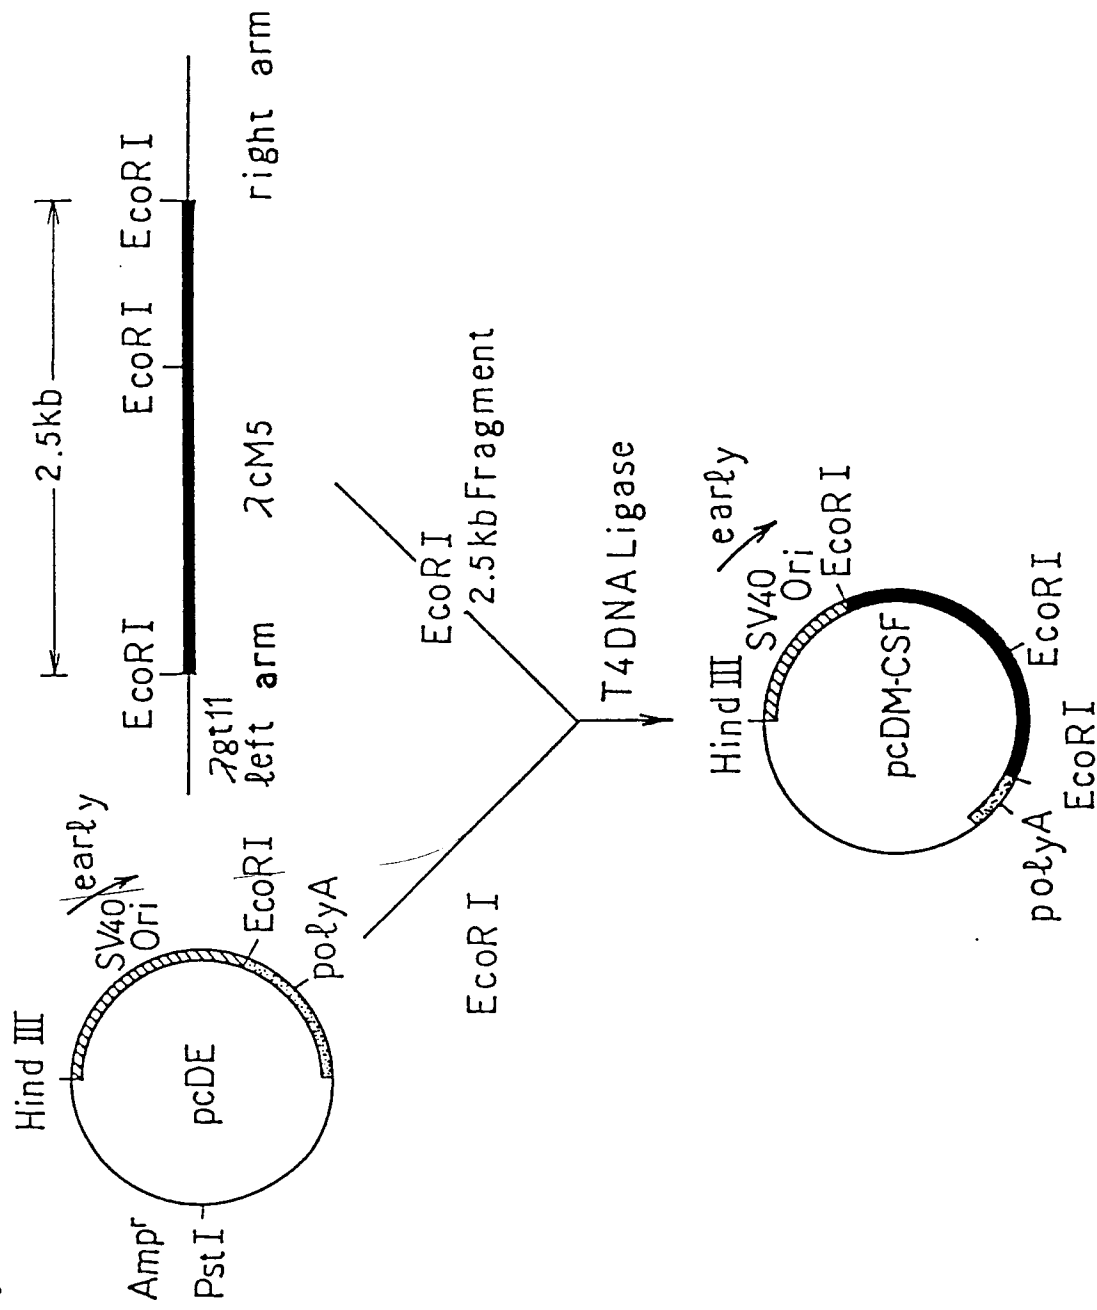 Hind III
SV40
Ori
early
pcDE
Ampʳ
PstI
EcoRI
polyA
2.5kb
EcoRI
EcoRI
EcoRI
λgt11
left arm
λcM5
right arm
EcoRI
EcoRI
2.5kb Fragment
T4DNA Ligase
Hind III
SV40
Ori
early
EcoRI
pcDM-CSF
EcoRI
EcoRI
polyA